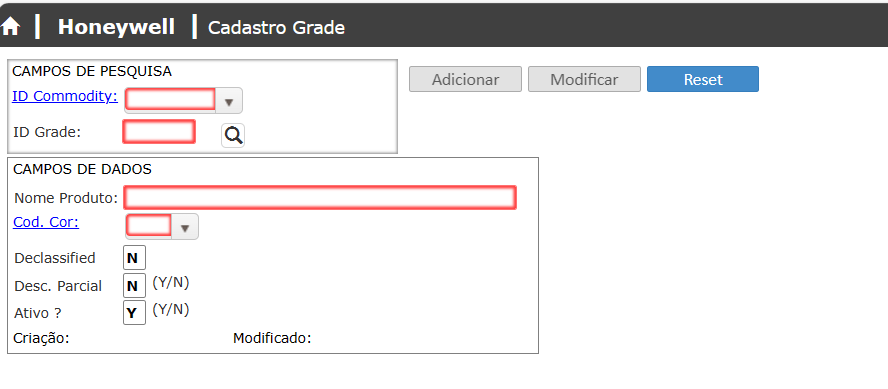 Honeywell Cadastro Grade
CAMPOS DE PESQUISA
Adicionar Modificar Reset
ID Commodity:
ID Grade:
CAMPOS DE DADOS
Nome Produto:
Cod. Cor:
Declassified N
Desc. Parcial N (Y/N)
Ativo ? Y (Y/N)
Criação: Modificado: